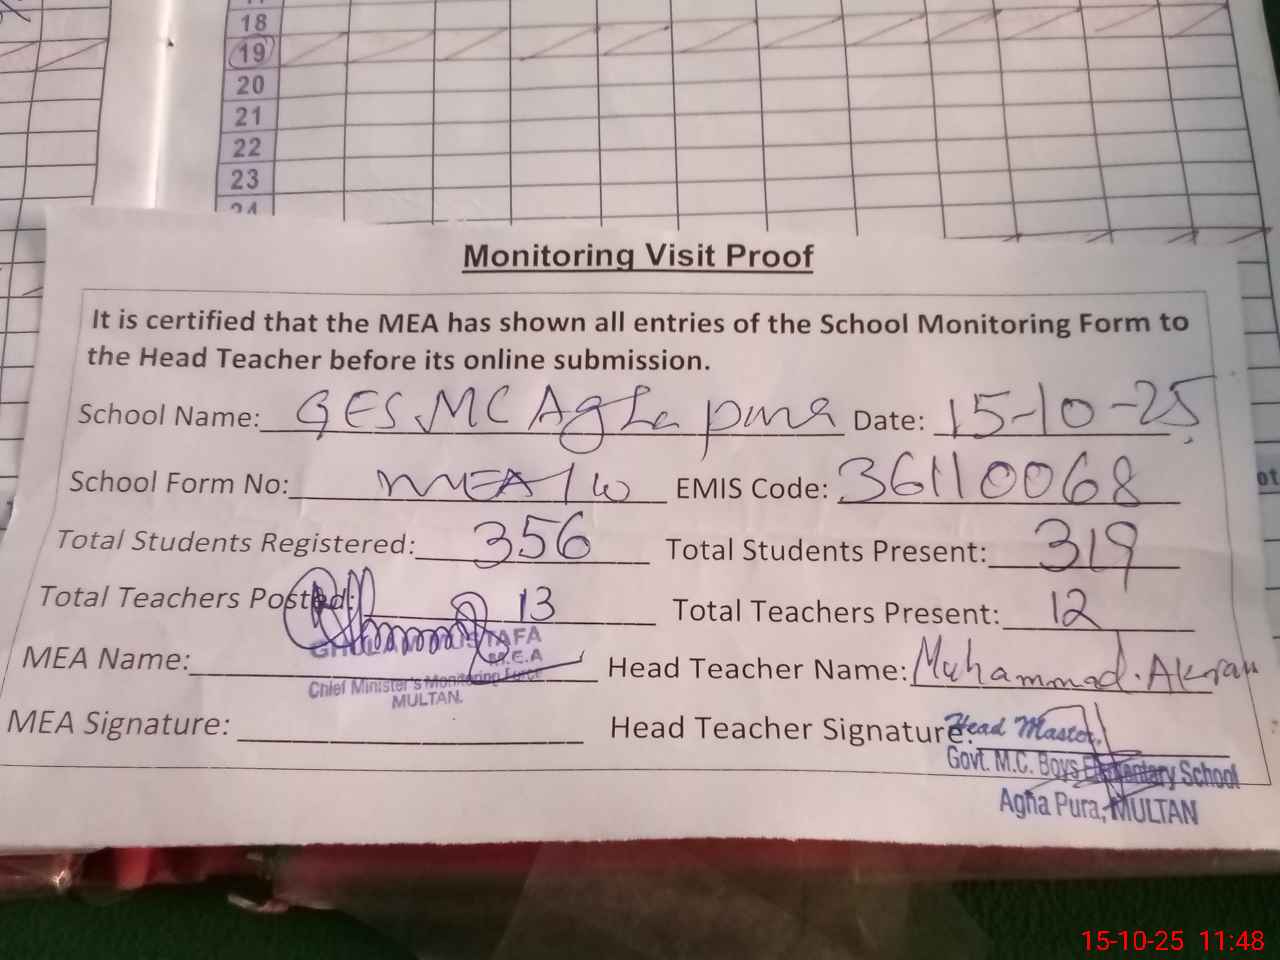 18
19
20
21
22
23
24
Monitoring Visit Proof
It is certified that the MEA has shown all entries of the School Monitoring Form to
the Head Teacher before its online submission.
School Name: GES MC Agha pura Date: 15-10-25
School Form No: MEA/10 EMIS Code: 36110068
Total Students Registered: 356 Total Students Present: 319
Total Teachers Posted: 13 Total Teachers Present: 12
MEA Name: Head Teacher Name: Muhammad. Akram
STAFA
M.E.A
Chief Minister's Monitoring Force
MULTAN.
MEA Signature: Head Teacher Signature:
Head Master,
Govt. M.C. Boys Elementary School
Agha Pura, MULTAN
15-10-25 11:48